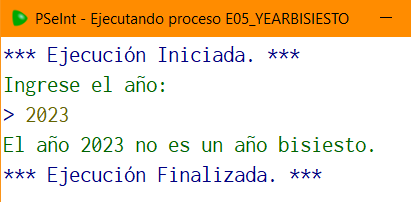 PSeInt - Ejecutando proceso E05_YEARBISIESTO
*** Ejecución Iniciada. ***
Ingrese el año:
> 2023
El año 2023 no es un año bisiesto.
*** Ejecución Finalizada. ***